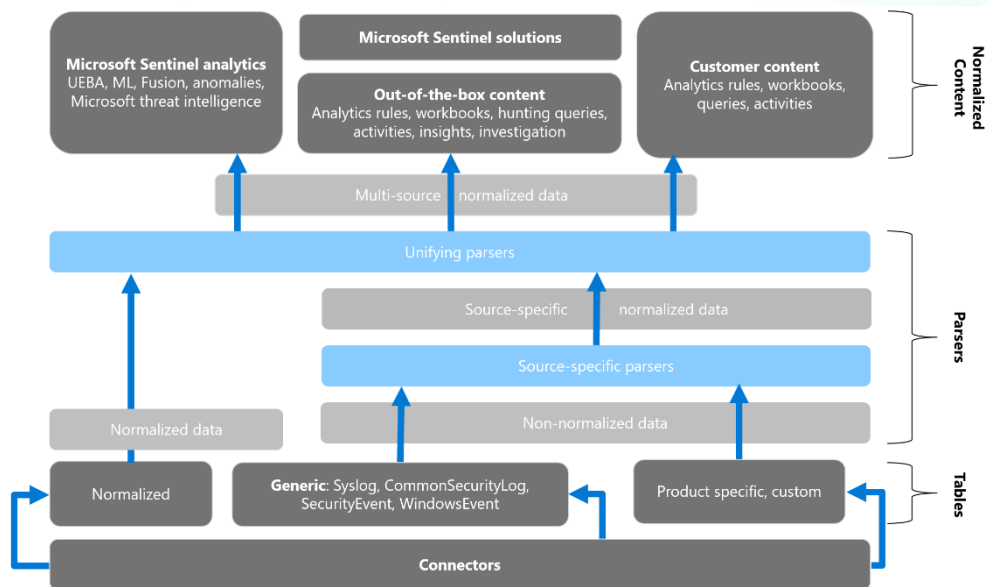 Microsoft Sentinel analytics
UEBA, ML, Fusion, anomalies,
Microsoft threat intelligence
Microsoft Sentinel solutions
Out-of-the-box content
Analytics rules, workbooks, hunting queries,
activities, insights, investigation
Customer content
Analytics rules, workbooks,
queries, activities
Normalized
Content
Multi-source normalized data
Unifying parsers
Source-specific normalized data
Source-specific parsers
Normalized data
Non-normalized data
Parsers
Normalized
Generic: Syslog, CommonSecurityLog,
SecurityEvent, WindowsEvent
Product specific, custom
Tables
Connectors